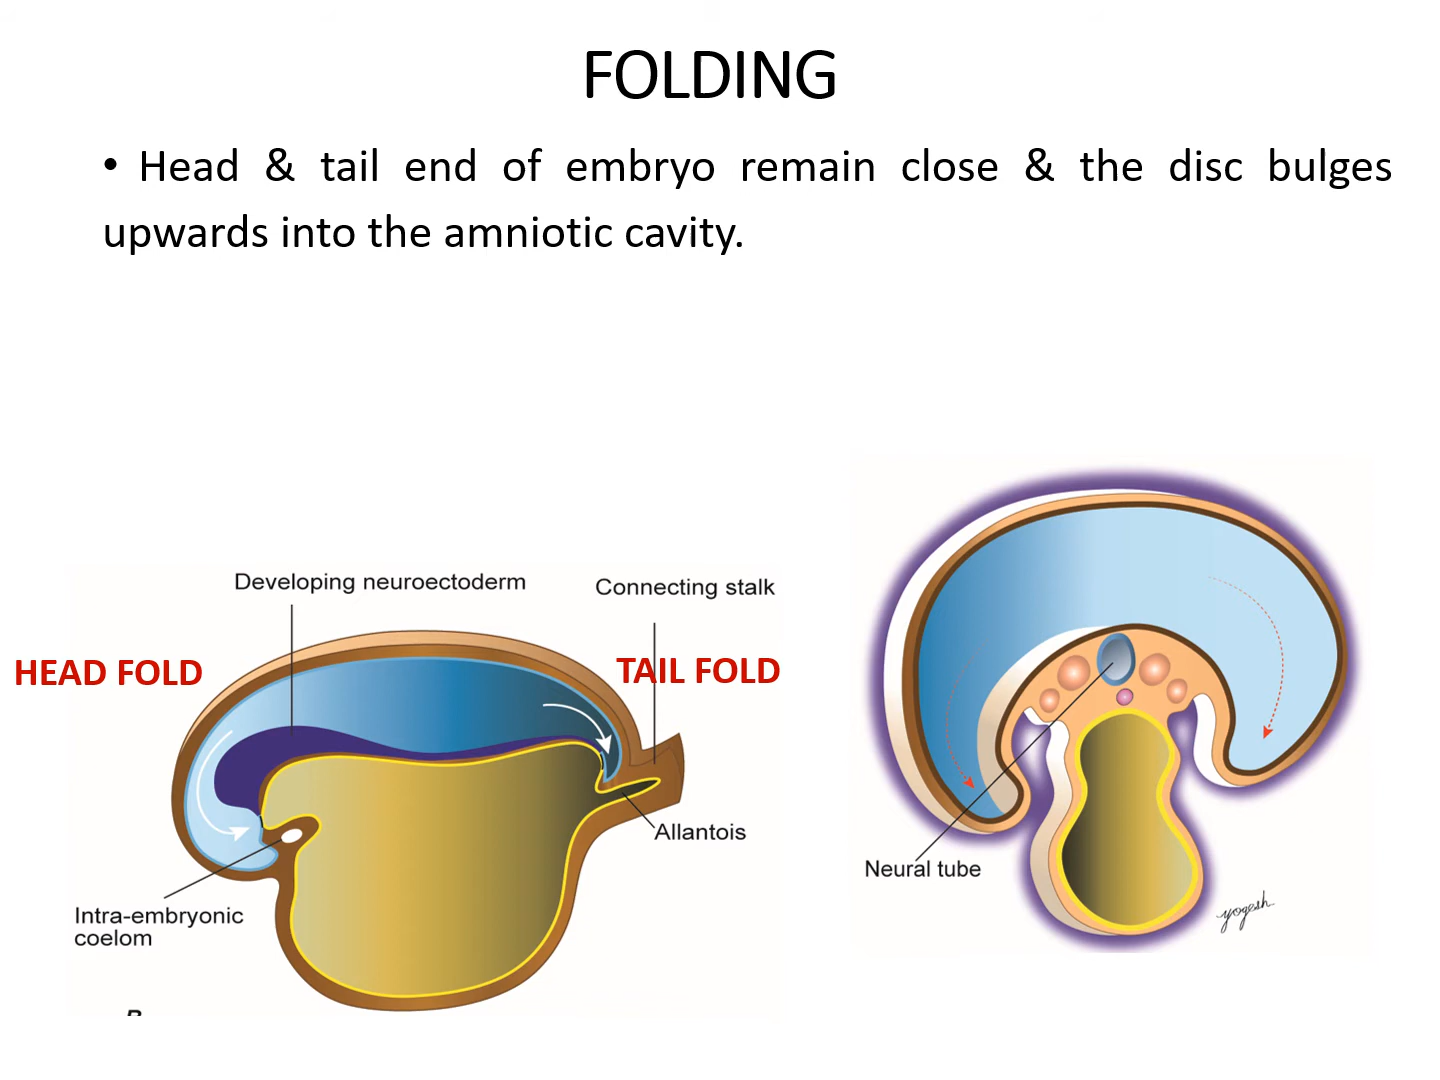 FOLDING
• Head & tail end of embryo remain close & the disc bulges
upwards into the amniotic cavity.
Developing neuroectoderm
Connecting stalk
HEAD FOLD
TAIL FOLD
Allantois
Intra-embryonic
coelom
Neural tube
yogesh